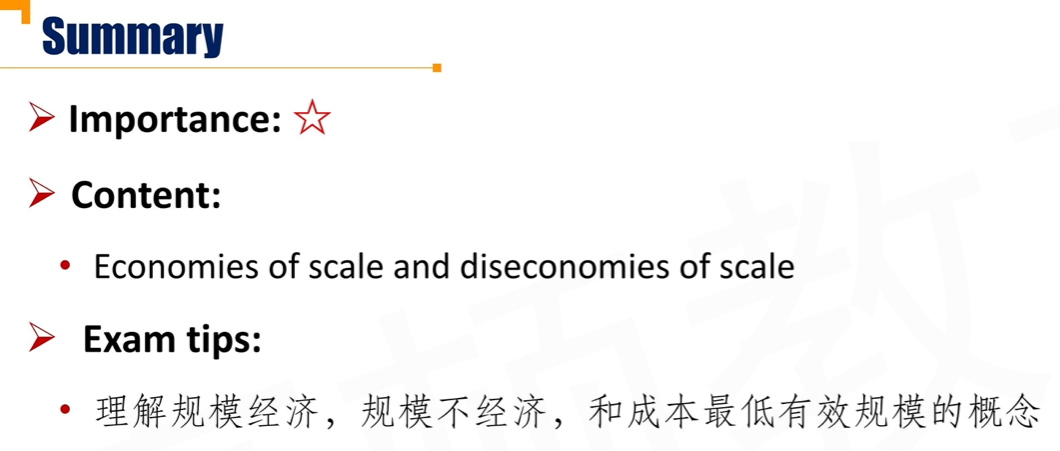 Summary
Importance: ☆
Content:
Economies of scale and diseconomies of scale
Exam tips:
理解规模经济，规模不经济，和成本最低有效规模的概念